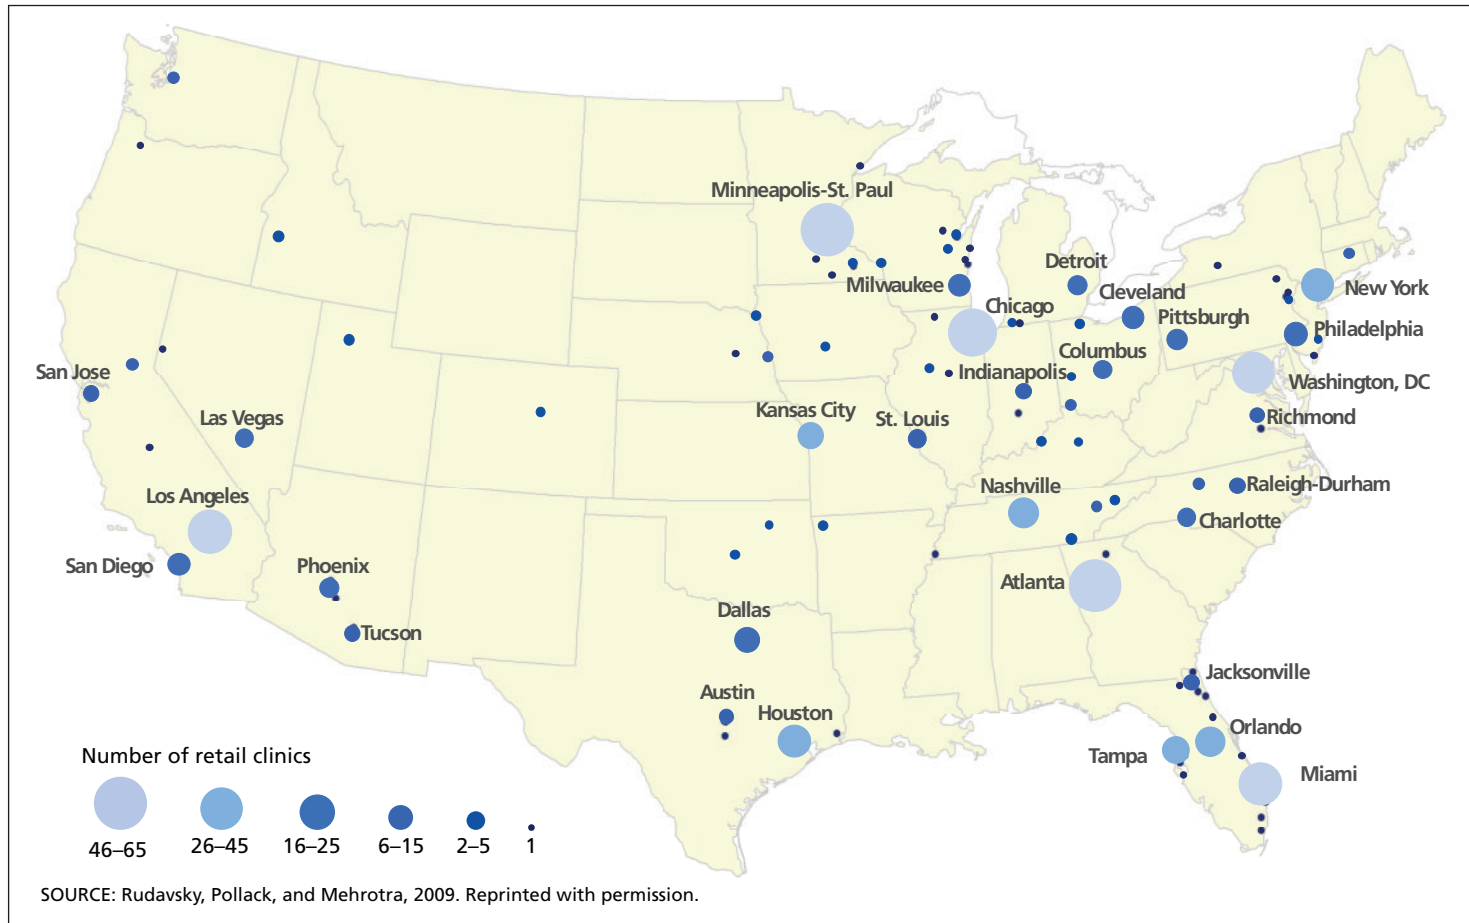 Minneapolis-St. Paul
Detroit
Milwaukee
Cleveland
New York
Chicago
Pittsburgh
Philadelphia
Columbus
San Jose
Indianapolis
Washington, DC
Las Vegas
Kansas City
St. Louis
Richmond
Los Angeles
Nashville
Raleigh-Durham
Charlotte
San Diego
Phoenix
Atlanta
Dallas
Tucson
Jacksonville
Austin
Houston
Orlando
Tampa
Miami
Number of retail clinics
46–65 26–45 16–25 6–15 2–5 1
SOURCE: Rudavsky, Pollack, and Mehrotra, 2009. Reprinted with permission.